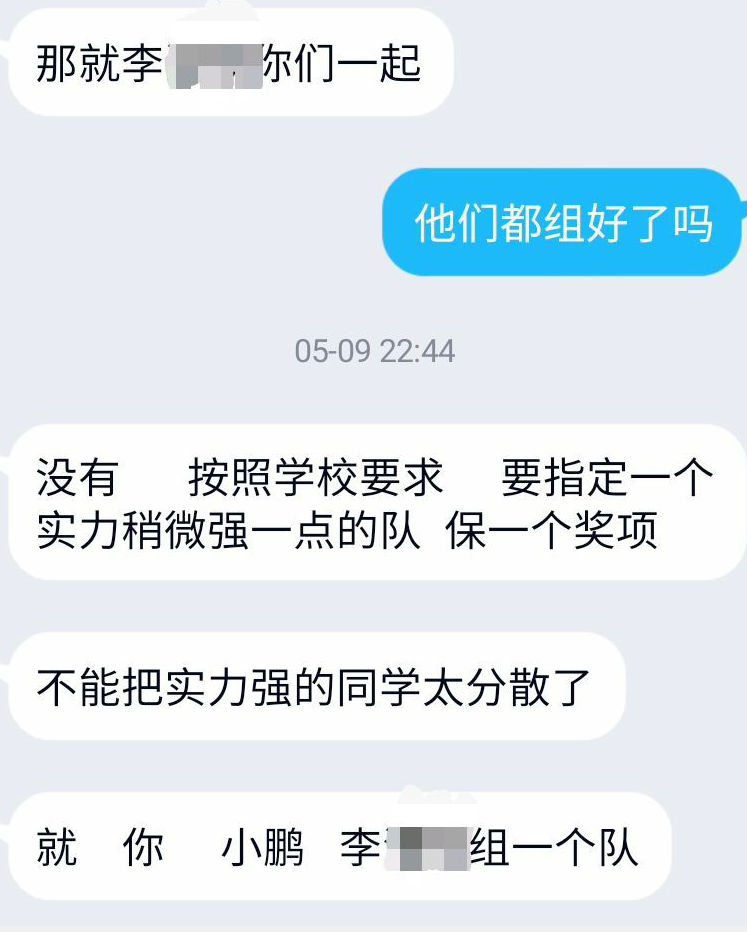 那就李 你们一起
他们都组好了吗
05-09 22:44
没有 按照学校要求 要指定一个
实力稍微强一点的队 保一个奖项
不能把实力强的同学太分散了
就 你 小鹏 李 组一个队